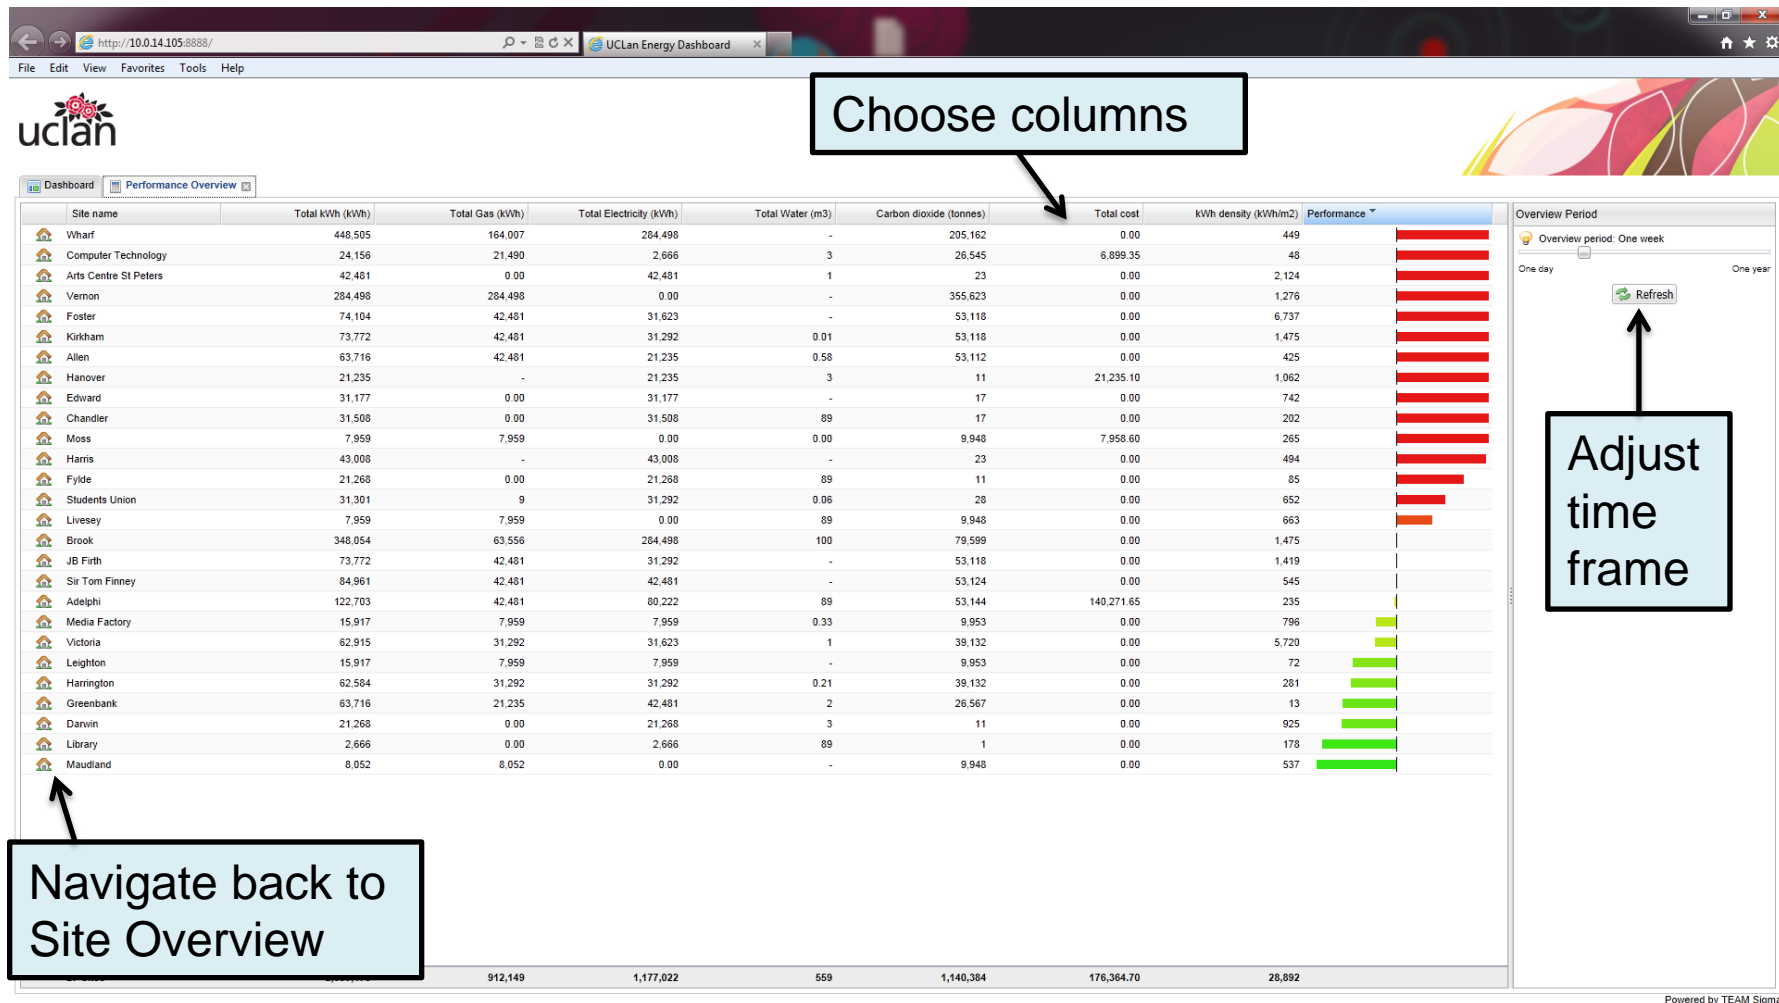 http://10.0.14.105:8888/
UCLan Energy Dashboard
File Edit View Favorites Tools Help
uclan
Choose columns
Dashboard Performance Overview
Site name Total kWh (kWh) Total Gas (kWh) Total Electricity (kWh) Total Water (m3) Carbon dioxide (tonnes) Total cost kWh density (kWh/m2) Performance
Wharf 448,505 164,007 284,498 - 205,162 0.00 449
Computer Technology 24,156 21,490 2,666 3 26,545 6,899.35 48
Arts Centre St Peters 42,481 0.00 42,481 1 23 0.00 2,124
Vernon 284,498 284,498 0.00 - 355,623 0.00 1,276
Foster 74,104 42,481 31,623 - 53,118 0.00 6,737
Kirkham 73,772 42,481 31,292 0.01 53,118 0.00 1,475
Allen 63,716 42,481 21,235 0.58 53,112 0.00 425
Hanover 21,235 - 21,235 3 11 21,235.10 1,062
Edward 31,177 0.00 31,177 - 17 0.00 742
Chandler 31,508 0.00 31,508 89 17 0.00 202
Moss 7,959 7,959 0.00 0.00 9,948 7,958.60 265
Harris 43,008 - 43,008 - 23 0.00 494
Fylde 21,268 0.00 21,268 89 11 0.00 85
Students Union 31,301 9 31,292 0.06 28 0.00 652
Livesey 7,959 7,959 0.00 89 9,948 0.00 663
Brook 348,054 63,556 284,498 100 79,599 0.00 1,475
JB Firth 73,772 42,481 31,292 - 53,118 0.00 1,419
Sir Tom Finney 84,961 42,481 42,481 - 53,124 0.00 545
Adelphi 122,703 42,481 80,222 89 53,144 140,271.65 235
Media Factory 15,917 7,959 7,959 0.33 9,953 0.00 796
Victoria 62,915 31,292 31,623 1 39,132 0.00 5,720
Leighton 15,917 7,959 7,959 - 9,953 0.00 72
Harrington 62,584 31,292 31,292 0.21 39,132 0.00 281
Greenbank 63,716 21,235 42,481 2 26,567 0.00 13
Darwin 21,268 0.00 21,268 3 11 0.00 925
Library 2,666 0.00 2,666 89 1 0.00 178
Maudland 8,052 8,052 0.00 - 9,948 0.00 537
912,149 1,177,022 559 1,140,384 176,364.70 28,892
Overview Period
Overview period: One week
One day One year
Refresh
Adjust
time
frame
Navigate back to
Site Overview
Powered by TEAM Sigma